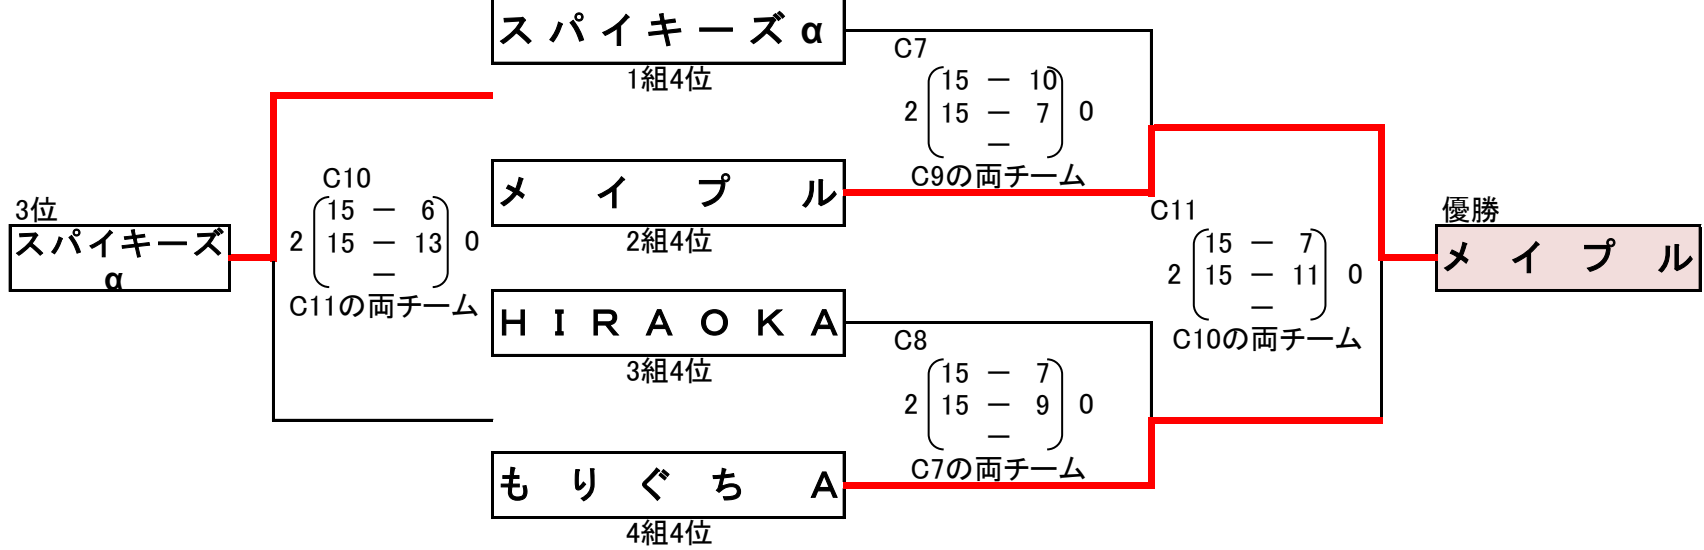 スパイキーズα
1組4位
C7
15 － 10
2 15 － 7 0
－
C9の両チーム
メイプル
2組4位
C10
15 － 6
2 15 － 13 0
－
C11の両チーム
3位
スパイキーズ
α
C11
15 － 7
2 15 － 11 0
－
C10の両チーム
優勝
メイプル
HIRAOKA
3組4位
C8
15 － 7
2 15 － 9 0
－
C7の両チーム
もりぐちA
4組4位